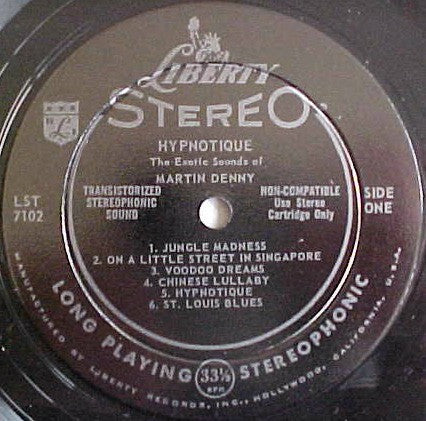 LIBERTY
STEREO
HYPNOTIQUE
The Exotic Sounds of
MARTIN DENNY
LST
7102
TRANSISTORIZED
STEREOPHONIC
SOUND
NON-COMPATIBLE
Use Stereo
Cartridge Only
SIDE
ONE
1. JUNGLE MADNESS
2. ON A LITTLE STREET IN SINGAPORE
3. VOODOO DREAMS
4. CHINESE LULLABY
5. HYPNOTIQUE
6. ST. LOUIS BLUES
LONG PLAYING 33⅓ RPM STEREOPHONIC
MANUFACTURED BY LIBERTY RECORDS, INC., HOLLYWOOD, CALIFORNIA, U.S.A.